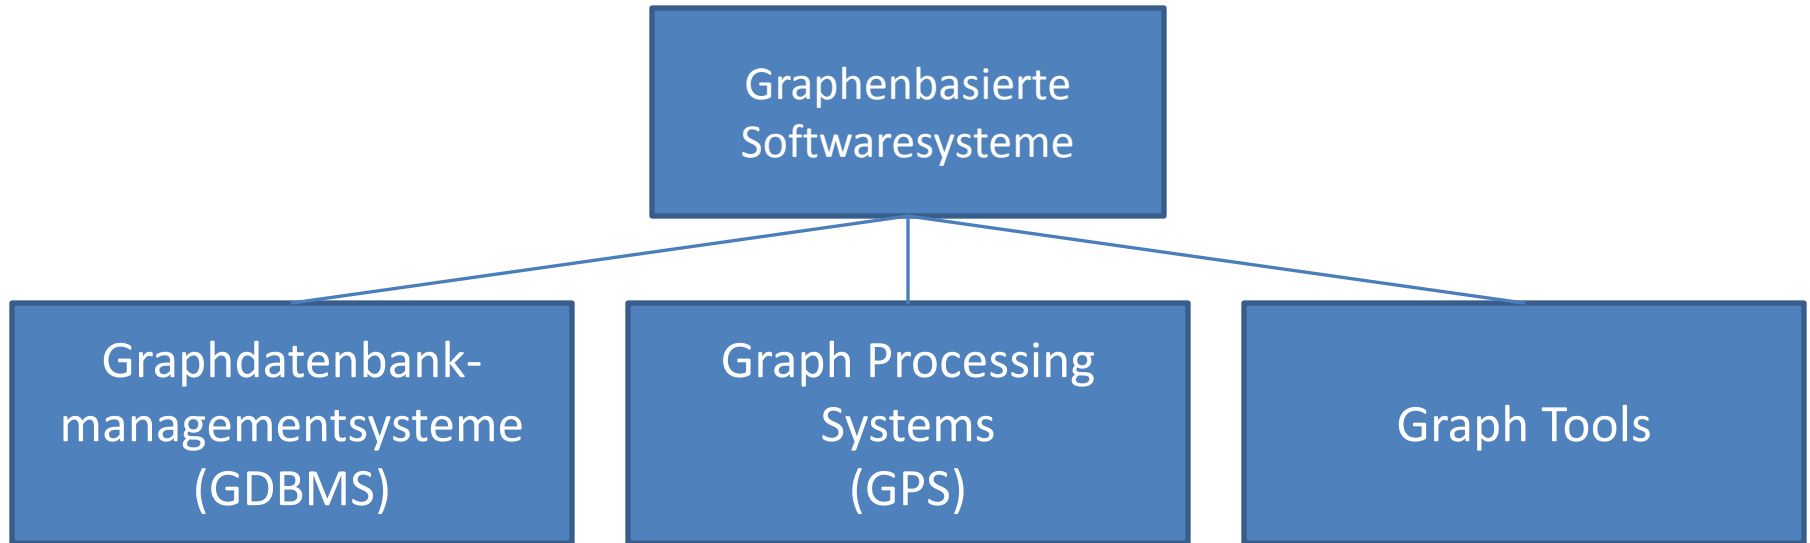 Graphenbasierte
Softwaresysteme
Graphdatenbank-
managementsysteme
(GDBMS)
Graph Processing
Systems
(GPS)
Graph Tools